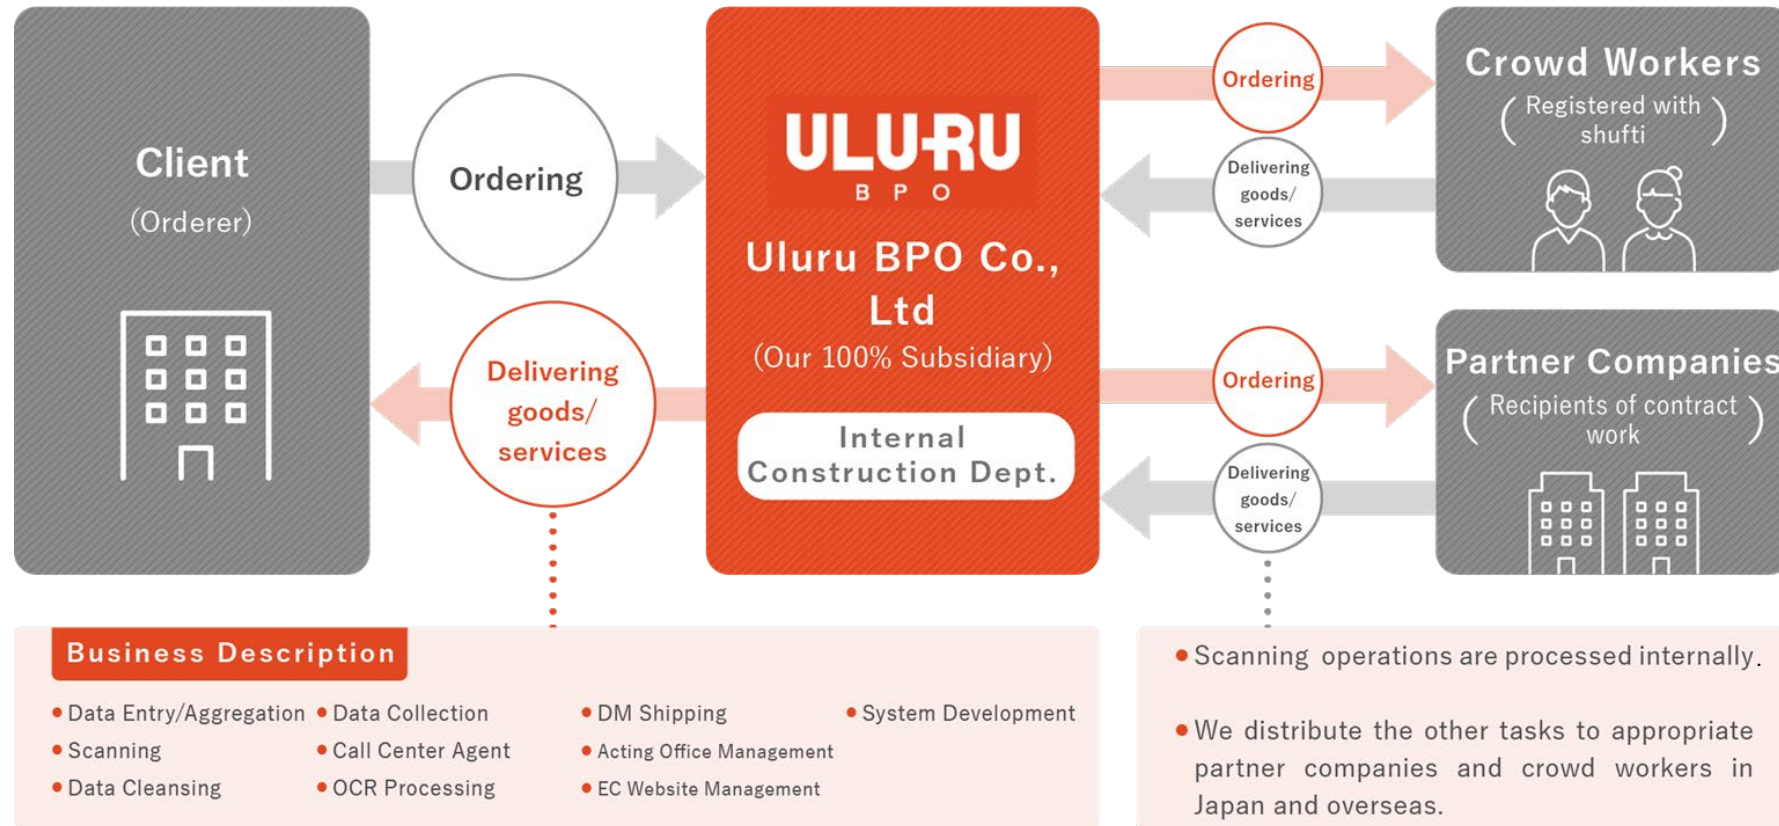 Client
(Orderer)
Ordering
Delivering
goods/
services
ULURU
BPO
Uluru BPO Co.,
Ltd
(Our 100% Subsidiary)
Internal
Construction Dept.
Ordering
Delivering
goods/
services
Ordering
Delivering
goods/
services
Crowd Workers
(Registered with
shufti)
Partner Companies
(Recipients of contract
work)
Business Description
• Data Entry/Aggregation
• Scanning
• Data Cleansing
• Data Collection
• Call Center Agent
• OCR Processing
• DM Shipping
• Acting Office Management
• EC Website Management
• System Development
• Scanning operations are processed internally.
• We distribute the other tasks to appropriate
partner companies and crowd workers in
Japan and overseas.